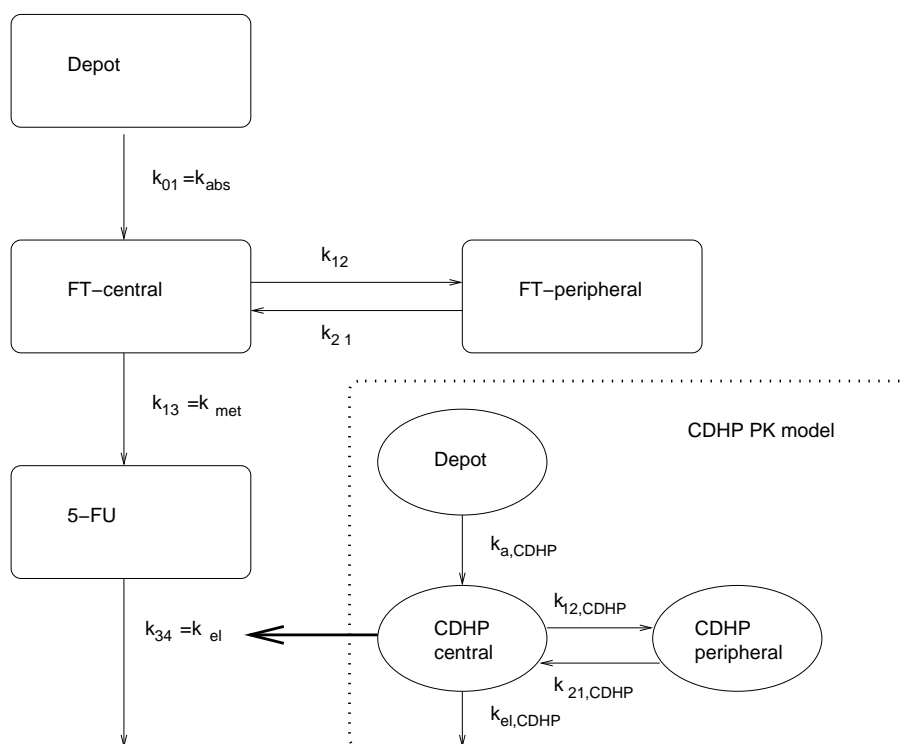 Depot
k01 =kabs
k12
FT−central
FT−peripheral
k2 1
k13 =k met
CDHP PK model
Depot
5−FU
ka,CDHP
k12,CDHP
k34 =k el
CDHP
central
CDHP
peripheral
k 21,CDHP
kel,CDHP